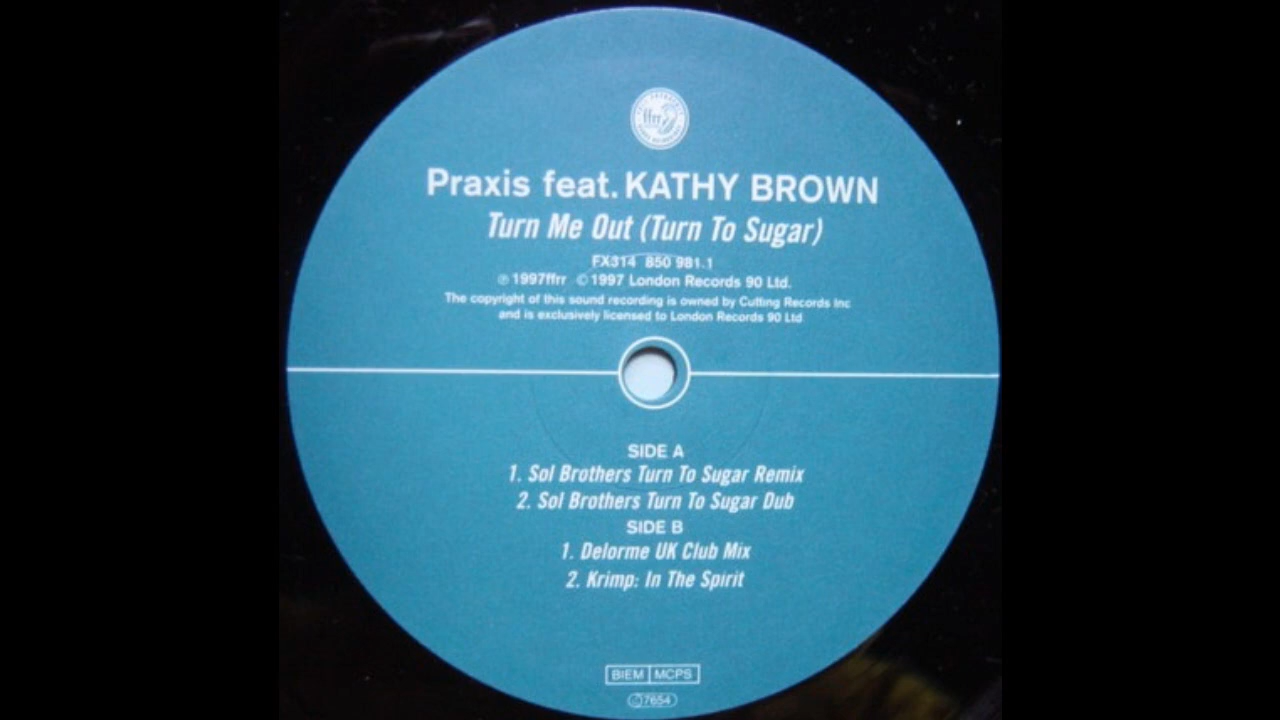 ffrr
Praxis feat. KATHY BROWN
Turn Me Out (Turn To Sugar)
FX314 850 981.1
℗ 1997ffrr © 1997 London Records 90 Ltd.
The copyright of this sound recording is owned by Cutting Records Inc
and is exclusively licensed to London Records 90 Ltd
SIDE A
1. Sol Brothers Turn To Sugar Remix
2. Sol Brothers Turn To Sugar Dub
SIDE B
1. Delorme UK Club Mix
2. Krimp: In The Spirit
BIEM MCPS
7654